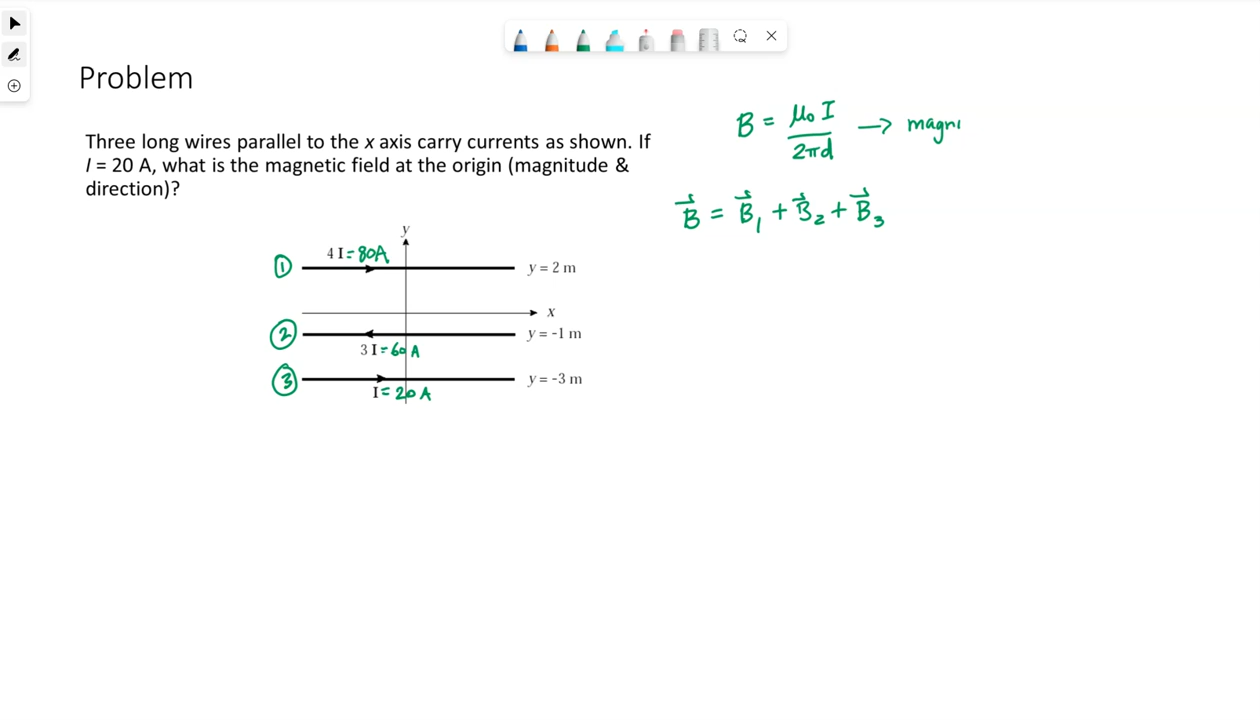 Problem
Three long wires parallel to the x axis carry currents as shown. If
I = 20 A, what is the magnetic field at the origin (magnitude &
direction)?
B = μ₀ I / 2πd → magni
B⃗ = B⃗₁ + B⃗₂ + B⃗₃
y
4 I = 80A
① y = 2 m
x
② y = -1 m
3 I = 60 A
③ y = -3 m
I = 20 A